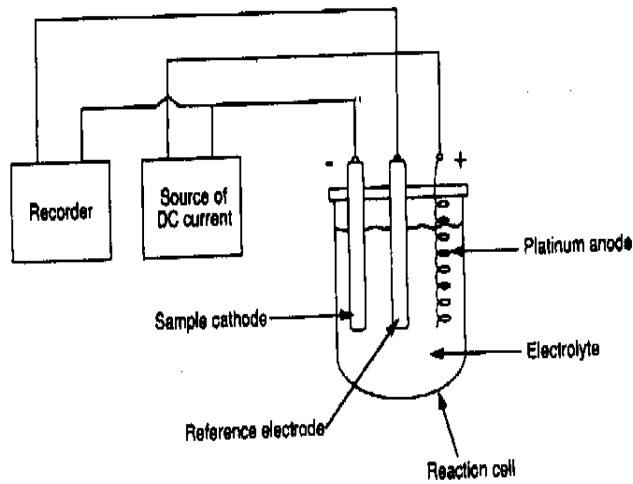 - +
Recorder
Source of
DC current
Platinum anode
Sample cathode
Electrolyte
Reference electrode
Reaction cell